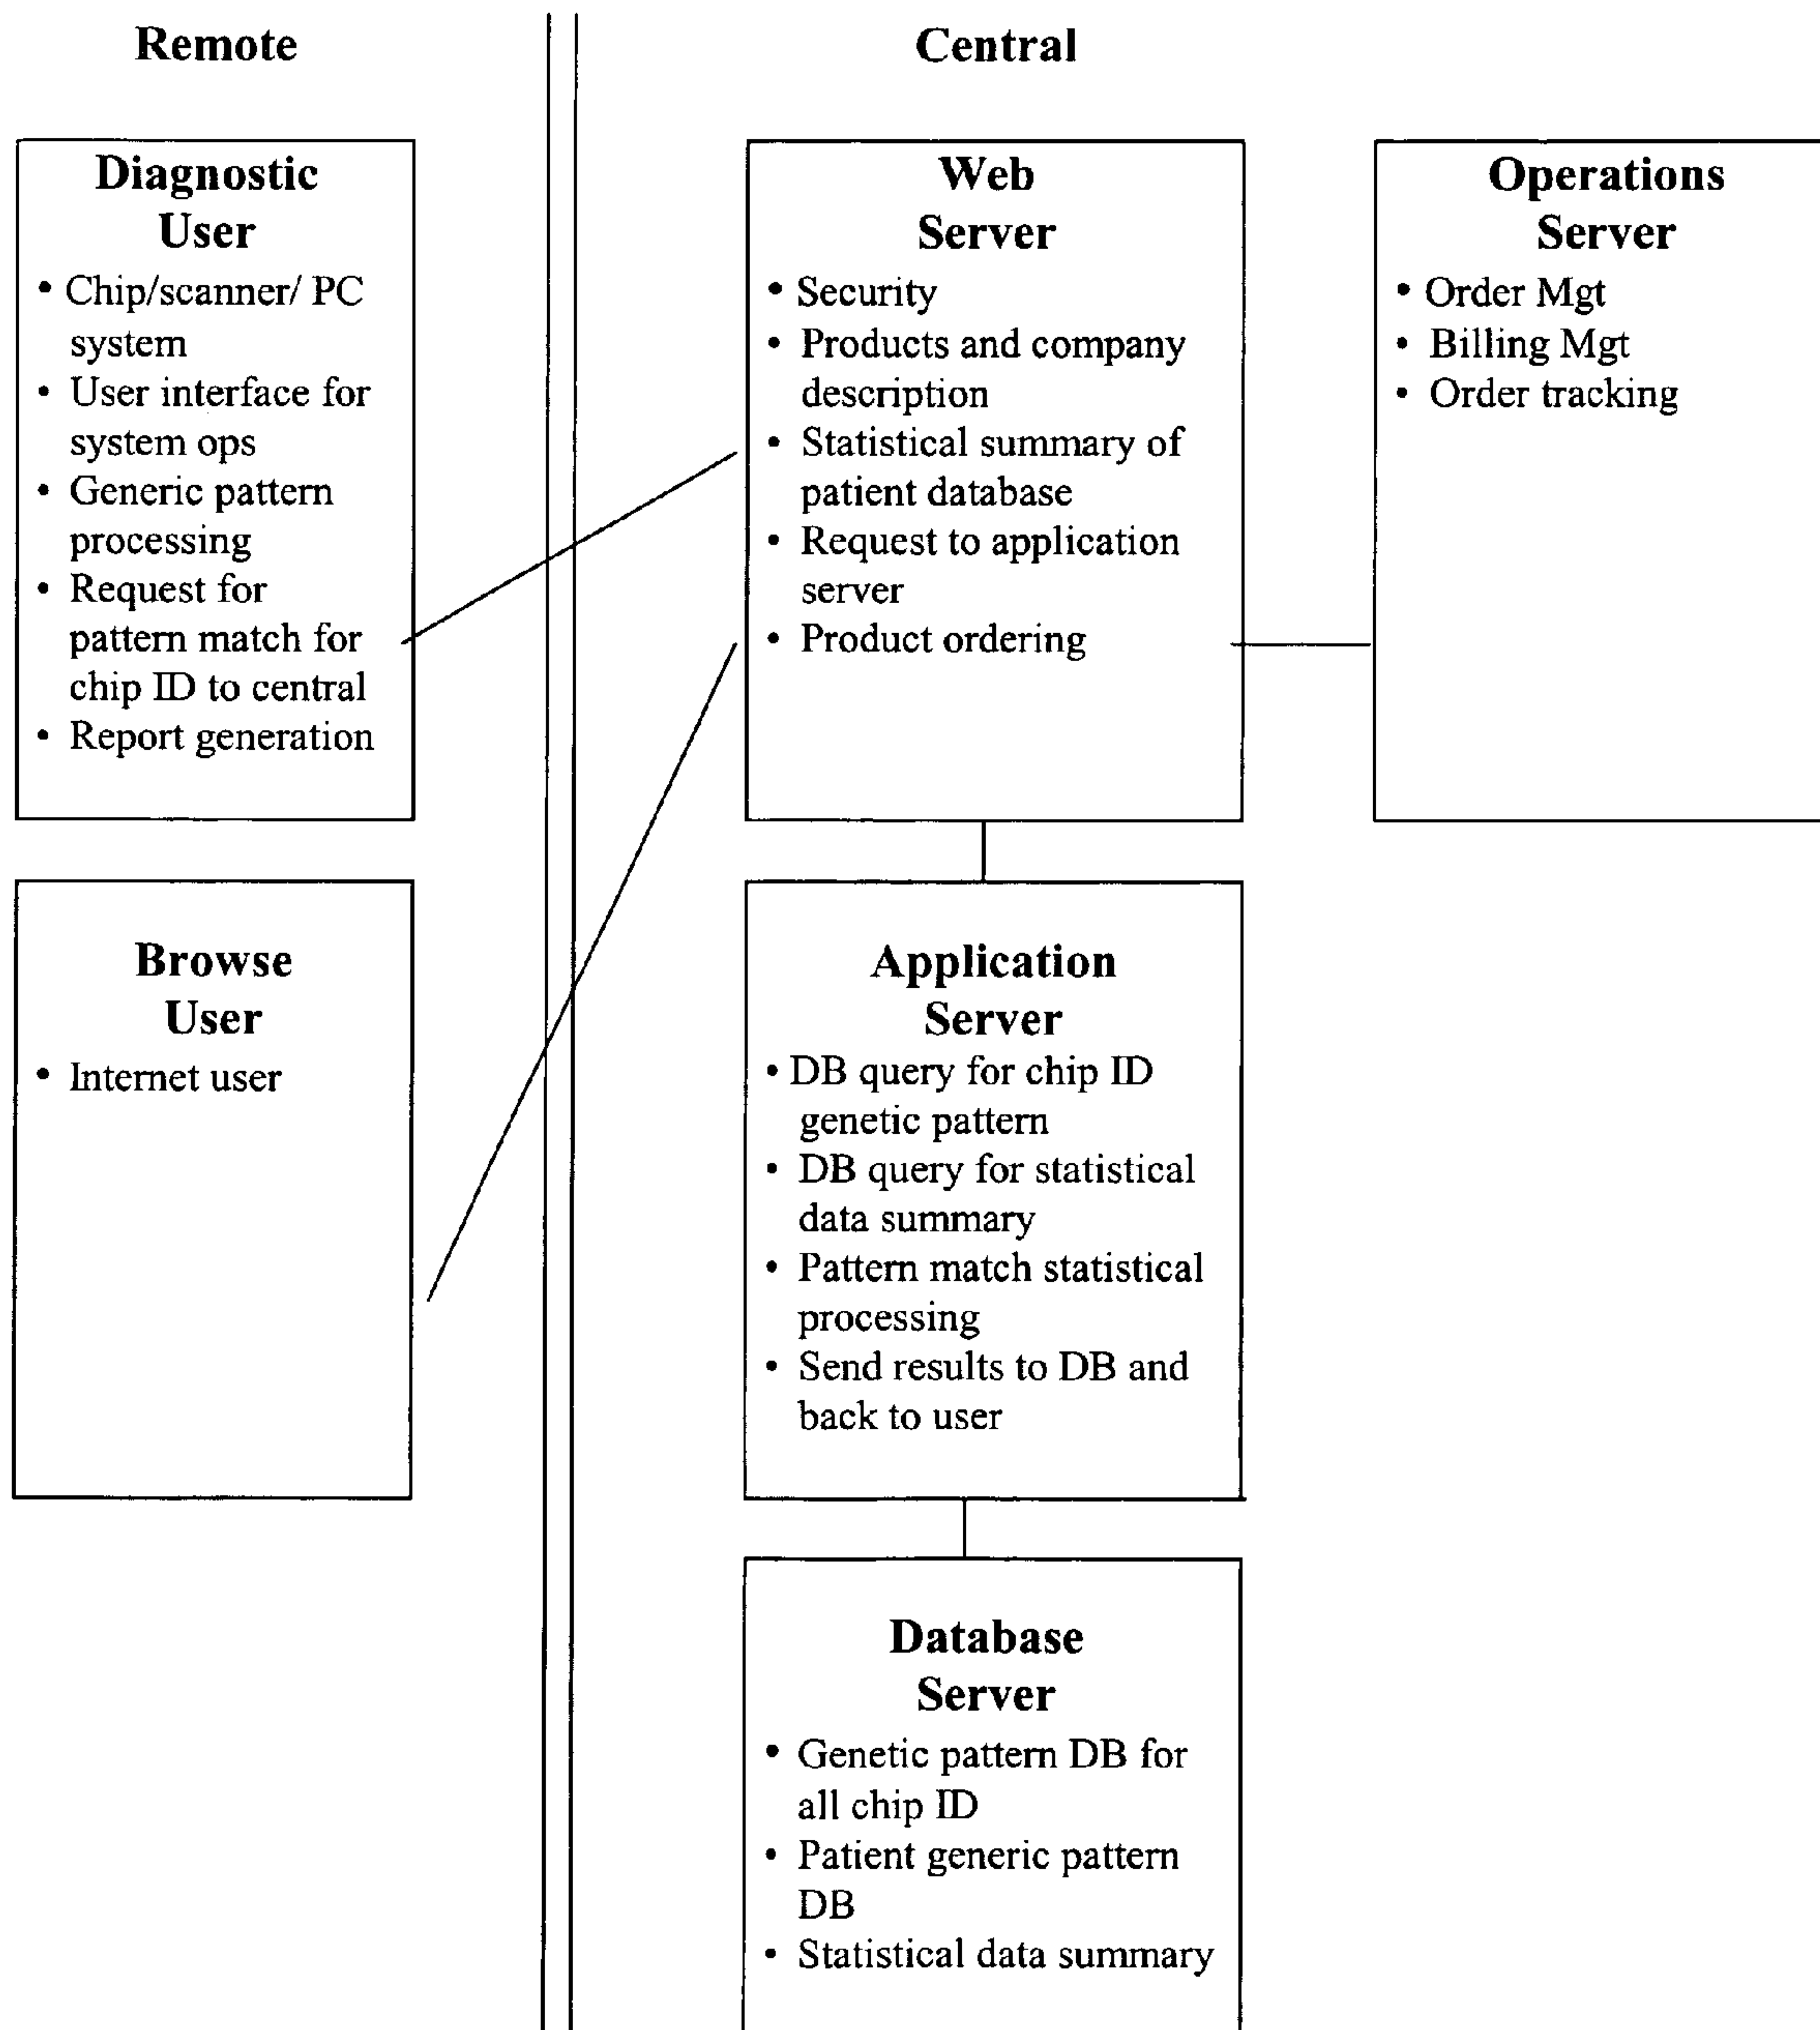 Remote
Central
Diagnostic
User
• Chip/scanner/ PC
system
• User interface for
system ops
• Generic pattern
processing
• Request for
pattern match for
chip ID to central
• Report generation
Web
Server
• Security
• Products and company
description
• Statistical summary of
patient database
• Request to application
server
• Product ordering
Operations
Server
• Order Mgt
• Billing Mgt
• Order tracking
Browse
User
• Internet user
Application
Server
• DB query for chip ID
genetic pattern
• DB query for statistical
data summary
• Pattern match statistical
processing
• Send results to DB and
back to user
Database
Server
• Genetic pattern DB for
all chip ID
• Patient generic pattern
DB
• Statistical data summary